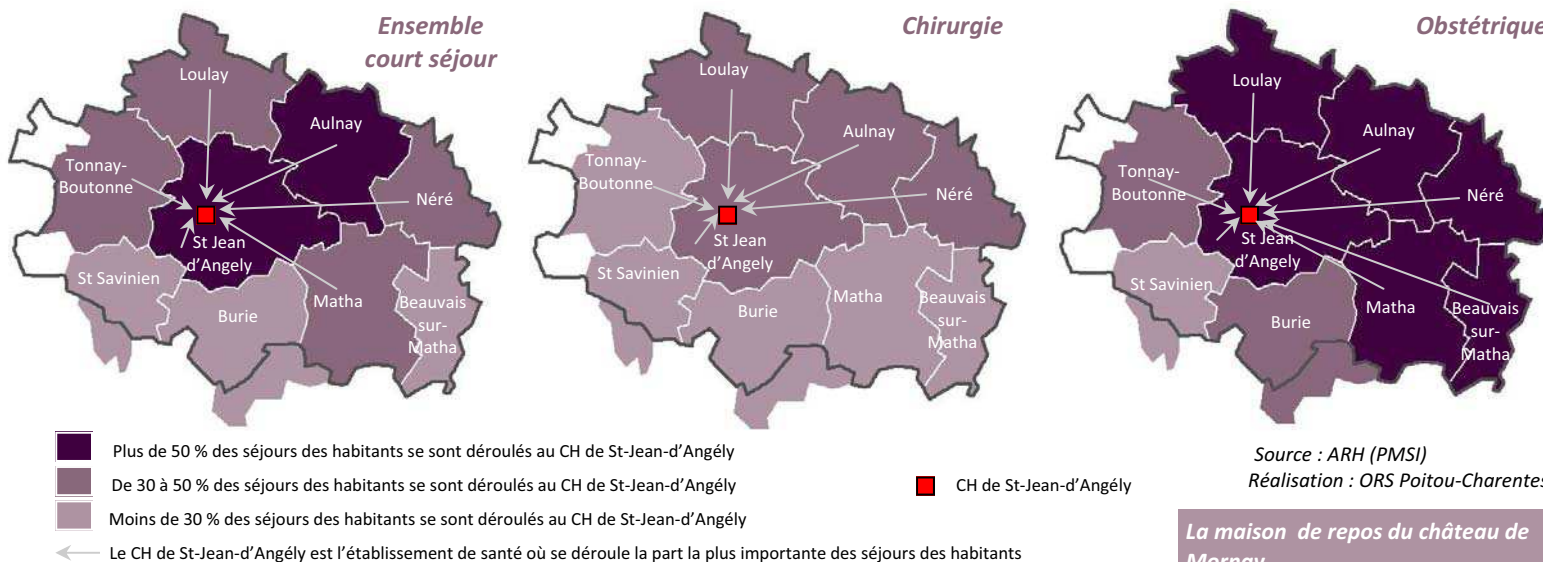 Ensemble
court séjour
Loulay
Aulnay
Tonnay-
Boutonne
Néré
St Jean
d’Angely
St Savinien
Burie
Matha
Beauvais
sur-
Matha
Chirurgie
Loulay
Aulnay
Tonnay-
Boutonne
Néré
St Jean
d’Angely
St Savinien
Burie
Matha
Beauvais
sur-
Matha
Obstétrique
Loulay
Aulnay
Tonnay-
Boutonne
Néré
St Jean
d’Angely
St Savinien
Burie
Matha
Beauvais
sur-
Matha
Plus de 50 % des séjours des habitants se sont déroulés au CH de St-Jean-d’Angély
De 30 à 50 % des séjours des habitants se sont déroulés au CH de St-Jean-d’Angély
Moins de 30 % des séjours des habitants se sont déroulés au CH de St-Jean-d’Angély
Le CH de St-Jean-d’Angély est l’établissement de santé où se déroule la part la plus importante des séjours des habitants
CH de St-Jean-d’Angély
Source : ARH (PMSI)
Réalisation : ORS Poitou-Charentes
La maison de repos du château de
Mornay